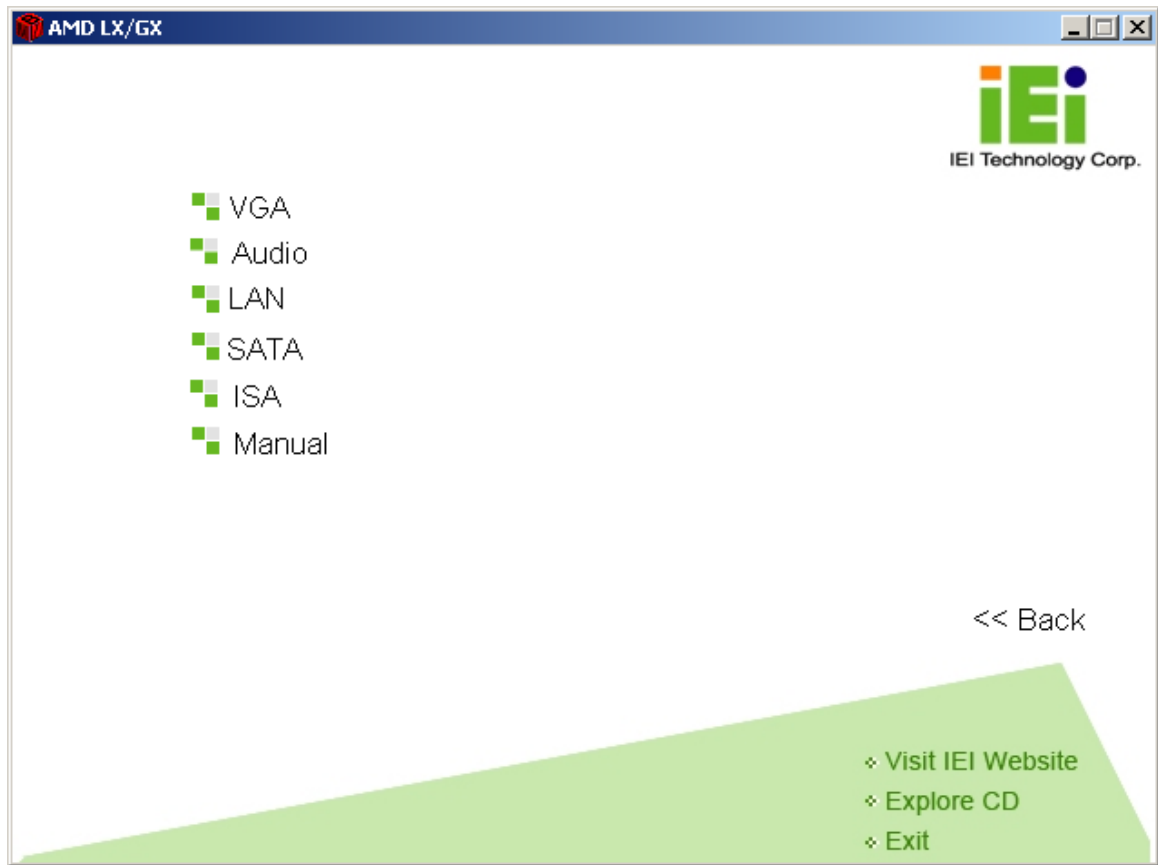 AMD LX/GX
iEi
IEI Technology Corp.
VGA
Audio
LAN
SATA
ISA
Manual
<< Back
Visit IEI Website
Explore CD
Exit